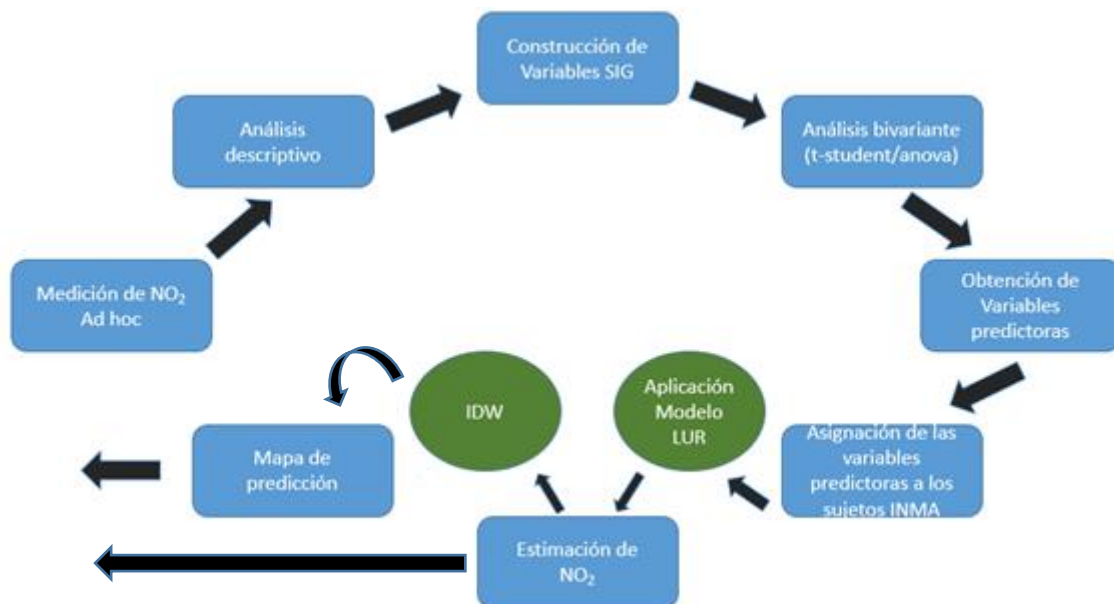 Construcción de
Variables SIG
Análisis
descriptivo
Análisis bivariante
(t-student/anova)
Medición de NO₂
Ad hoc
Obtención de
Variables
predictoras
IDW
Aplicación
Modelo
LUR
Asignación de las
variables
predictoras a los
sujetos INMA
Mapa de
predicción
Estimación de
NO₂